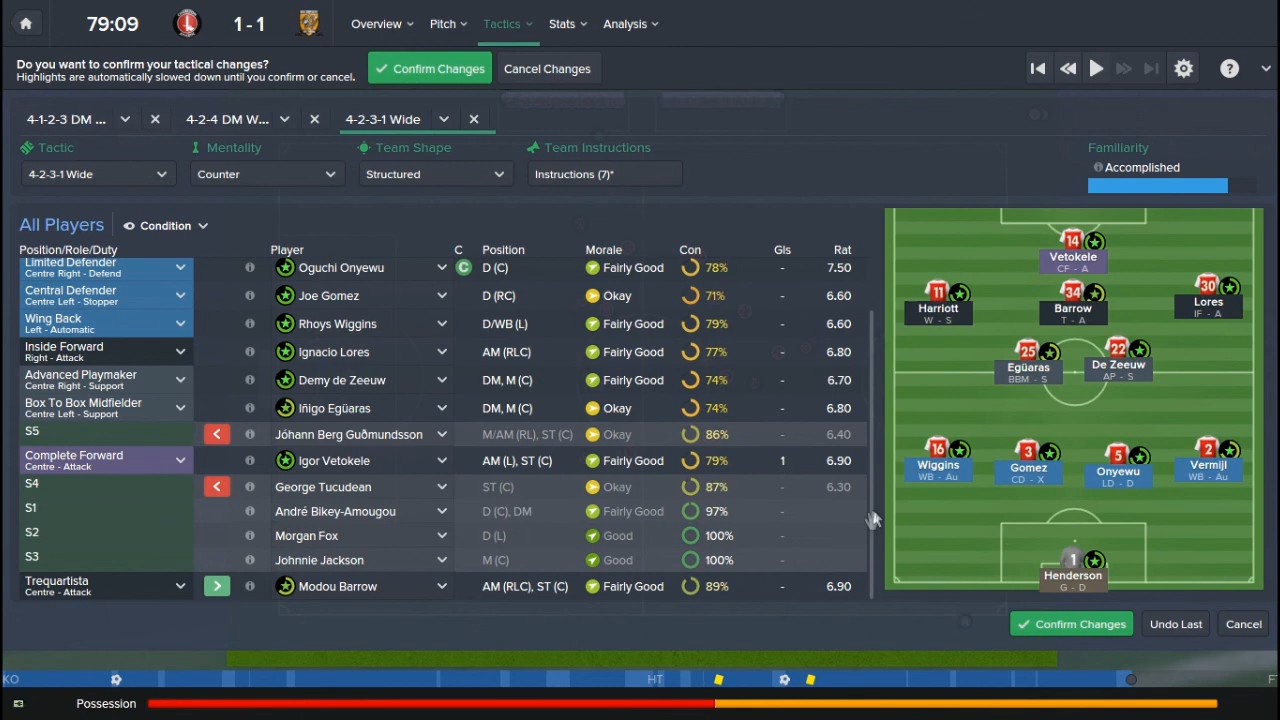 79:09 1-1 Overview Pitch Tactics Stats Analysis
Do you want to confirm your tactical changes?
Highlights are automatically slowed down until you confirm or cancel.
Confirm Changes Cancel Changes
4-1-2-3 DM ... 4-2-4 DM W... 4-2-3-1 Wide
Tactic Mentality Team Shape Team Instructions Familiarity
4-2-3-1 Wide Counter Structured Instructions (7)* Accomplished
All Players Condition
Position/Role/Duty Player C Position Morale Con Gls Rat
Limited Defender
Centre Right - Defend
Oguchi Onyewu C D (C) Fairly Good 78% - 7.50
Central Defender
Centre Left - Stopper
Joe Gomez D (RC) Okay 71% - 6.60
Wing Back
Left - Automatic
Rhoys Wiggins D/WB (L) Fairly Good 79% - 6.60
Inside Forward
Right - Attack
Ignacio Lores AM (RLC) Fairly Good 77% - 6.80
Advanced Playmaker
Centre Right - Support
Demy de Zeeuw DM, M (C) Fairly Good 74% - 6.70
Box To Box Midfielder
Centre Left - Support
Iñigo Egüaras DM, M (C) Okay 74% - 6.80
S5 Jóhann Berg Guðmundsson M/AM (RL), ST (C) Okay 86% - 6.40
Complete Forward
Centre - Attack
Igor Vetokele AM (L), ST (C) Fairly Good 79% 1 6.90
S4 George Tucudean ST (C) Okay 87% - 6.30
S1 André Bikey-Amougou D (C), DM Fairly Good 97% -
S2 Morgan Fox D (L) Good 100% -
S3 Johnnie Jackson M (C) Good 100% -
Trequartista
Centre - Attack
Modou Barrow AM (RLC), ST (C) Fairly Good 89% - 6.90
14
Vetokele
CF - A
11 34 30
Harriott Barrow Lores
W - S T - A IF - A
25 22
Egüaras De Zeeuw
BBM - S AP - S
16 3 5 2
Wiggins Gomez Onyewu Vermijl
WB - Au CD - X LD - D WB - Au
1
Henderson
G - D
Confirm Changes Undo Last Cancel
KO HT F
Possession